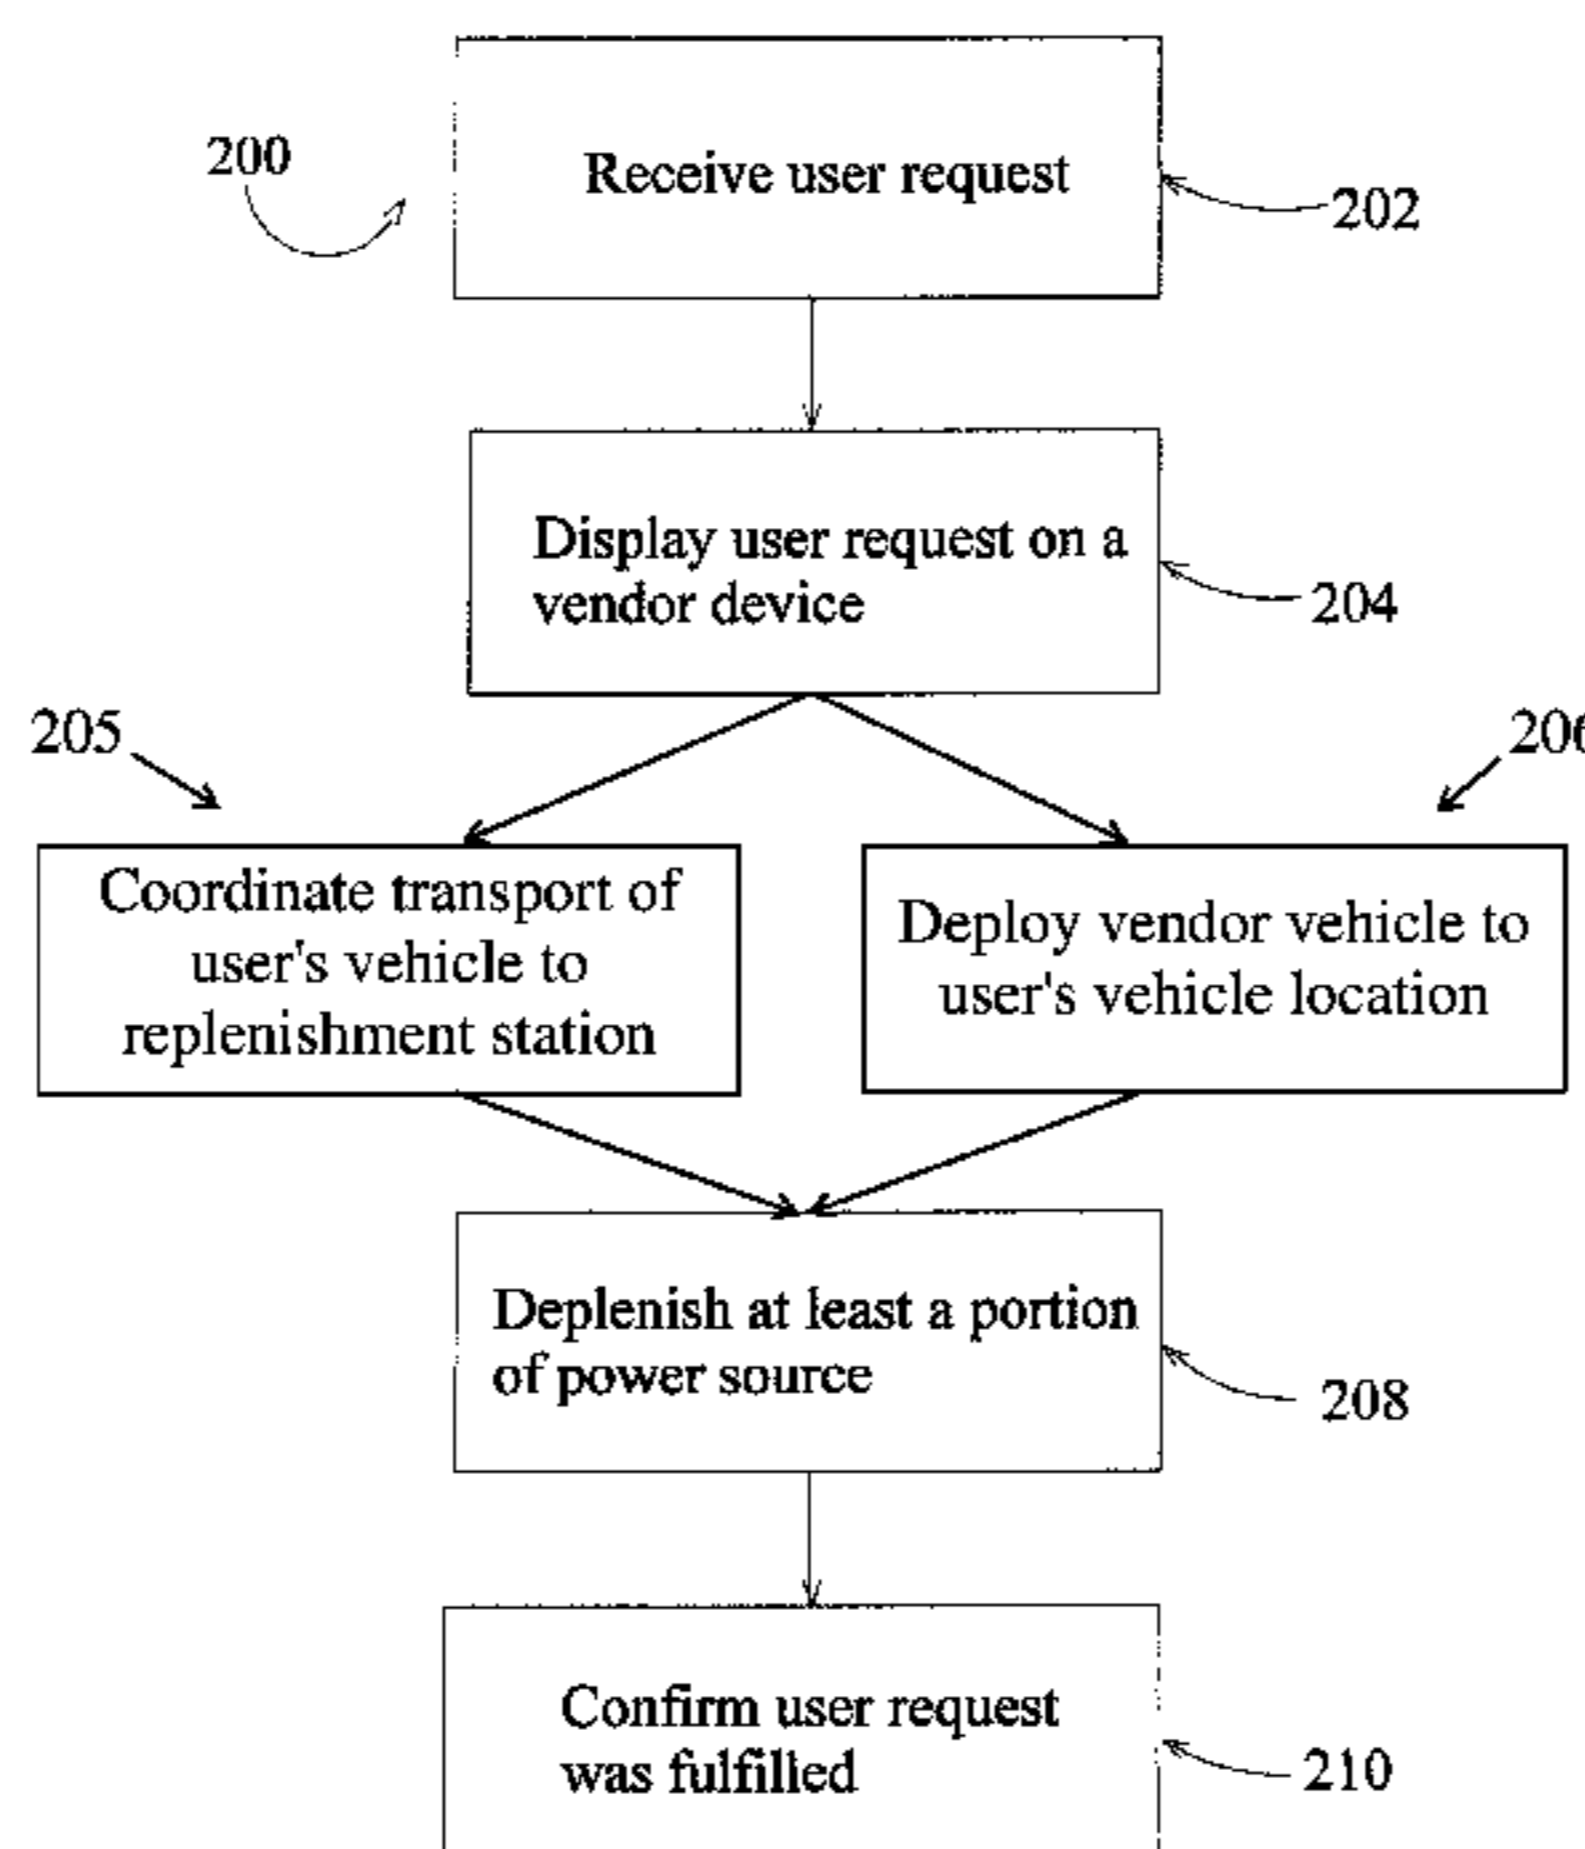 200
Receive user request
202
Display user request on a
vendor device
204
205
206
Coordinate transport of
user's vehicle to
replenishment station
Deploy vendor vehicle to
user's vehicle location
Deplenish at least a portion
of power source
208
Confirm user request
was fulfilled
210